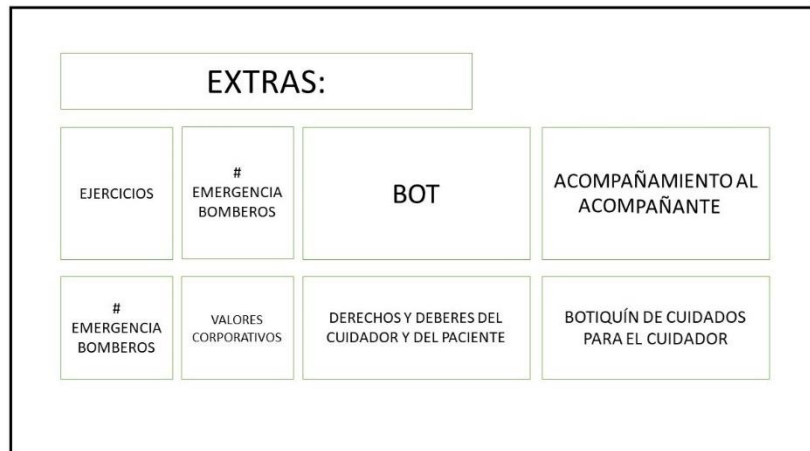 EXTRAS:
EJERCICIOS
#
EMERGENCIA
BOMBEROS
BOT
ACOMPAÑAMIENTO AL
ACOMPAÑANTE
#
EMERGENCIA
BOMBEROS
VALORES
CORPORATIVOS
DERECHOS Y DEBERES DEL
CUIDADOR Y DEL PACIENTE
BOTIQUÍN DE CUIDADOS
PARA EL CUIDADOR